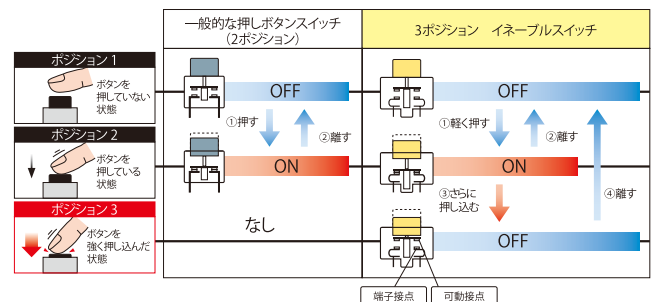 一般的な押しボタンスイッチ
（2ポジション）
3ポジション　イネーブルスイッチ
ポジション 1
ボタンを
押していない
状態
OFF
OFF
①押す
②離す
①軽く押す
②離す
ポジション 2
ボタンを
押している
状態
ON
ON
③さらに
押し込む
④離す
ポジション 3
ボタンを
強く押し込んだ
状態
なし
OFF
端子接点
可動接点